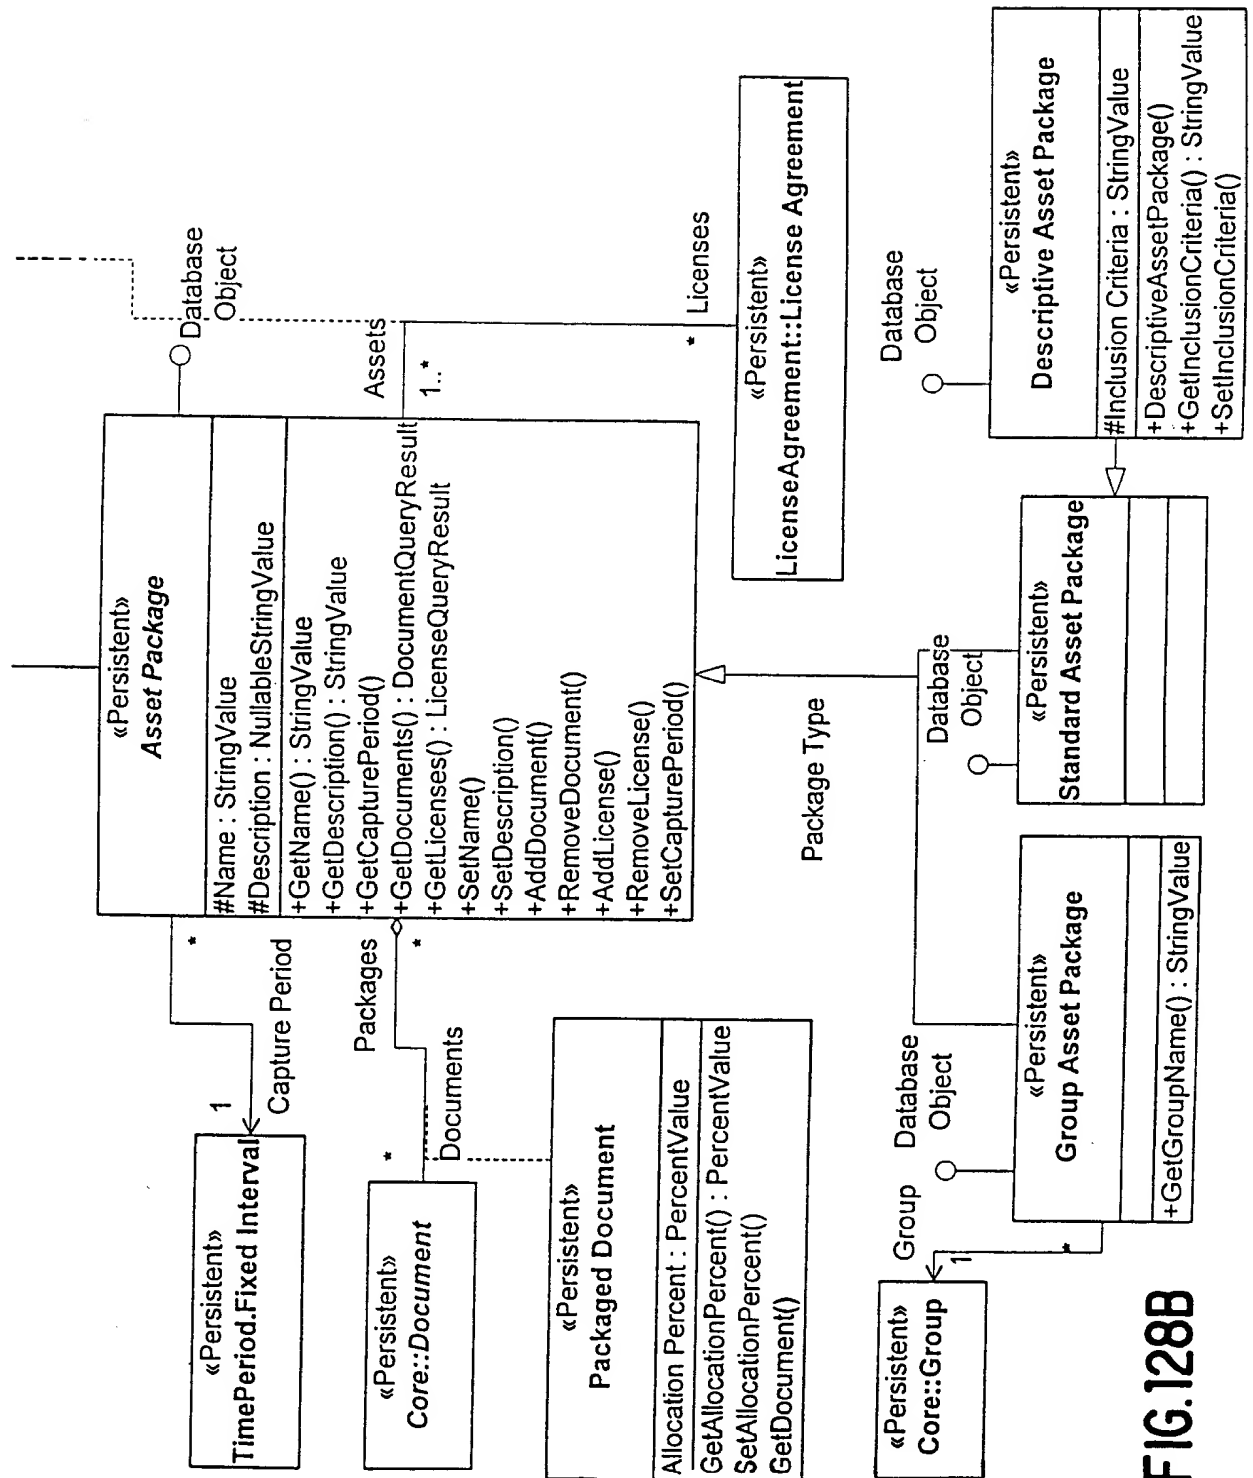 «Persistent»
TimePeriod.Fixed Interval
1
Capture Period
*
«Persistent»
Core::Document
*
Documents
Packages
*
«Persistent»
Packaged Document
Allocation Percent : PercentValue
GetAllocationPercent() : PercentValue
SetAllocationPercent()
GetDocument()
«Persistent»
Asset Package
#Name : StringValue
#Description : NullableStringValue
+GetName() : StringValue
+GetDescription() : StringValue
+GetCapturePeriod()
+GetDocuments() : DocumentQueryResult
+GetLicenses() : LicenseQueryResult
+SetName()
+SetDescription()
+AddDocument()
+RemoveDocument()
+AddLicense()
+RemoveLicense()
+SetCapturePeriod()
Database
Object
Assets
1..*
*
Licenses
«Persistent»
LicenseAgreement::License Agreement
Package Type
«Persistent»
Core::Group
Group
1
*
Database
Object
«Persistent»
Group Asset Package
+GetGroupName() : StringValue
Database
Object
«Persistent»
Standard Asset Package
Database
Object
«Persistent»
Descriptive Asset Package
#Inclusion Criteria : StringValue
+DescriptiveAssetPackage()
+GetInclusionCriteria() : StringValue
+SetInclusionCriteria()
FIG.128B